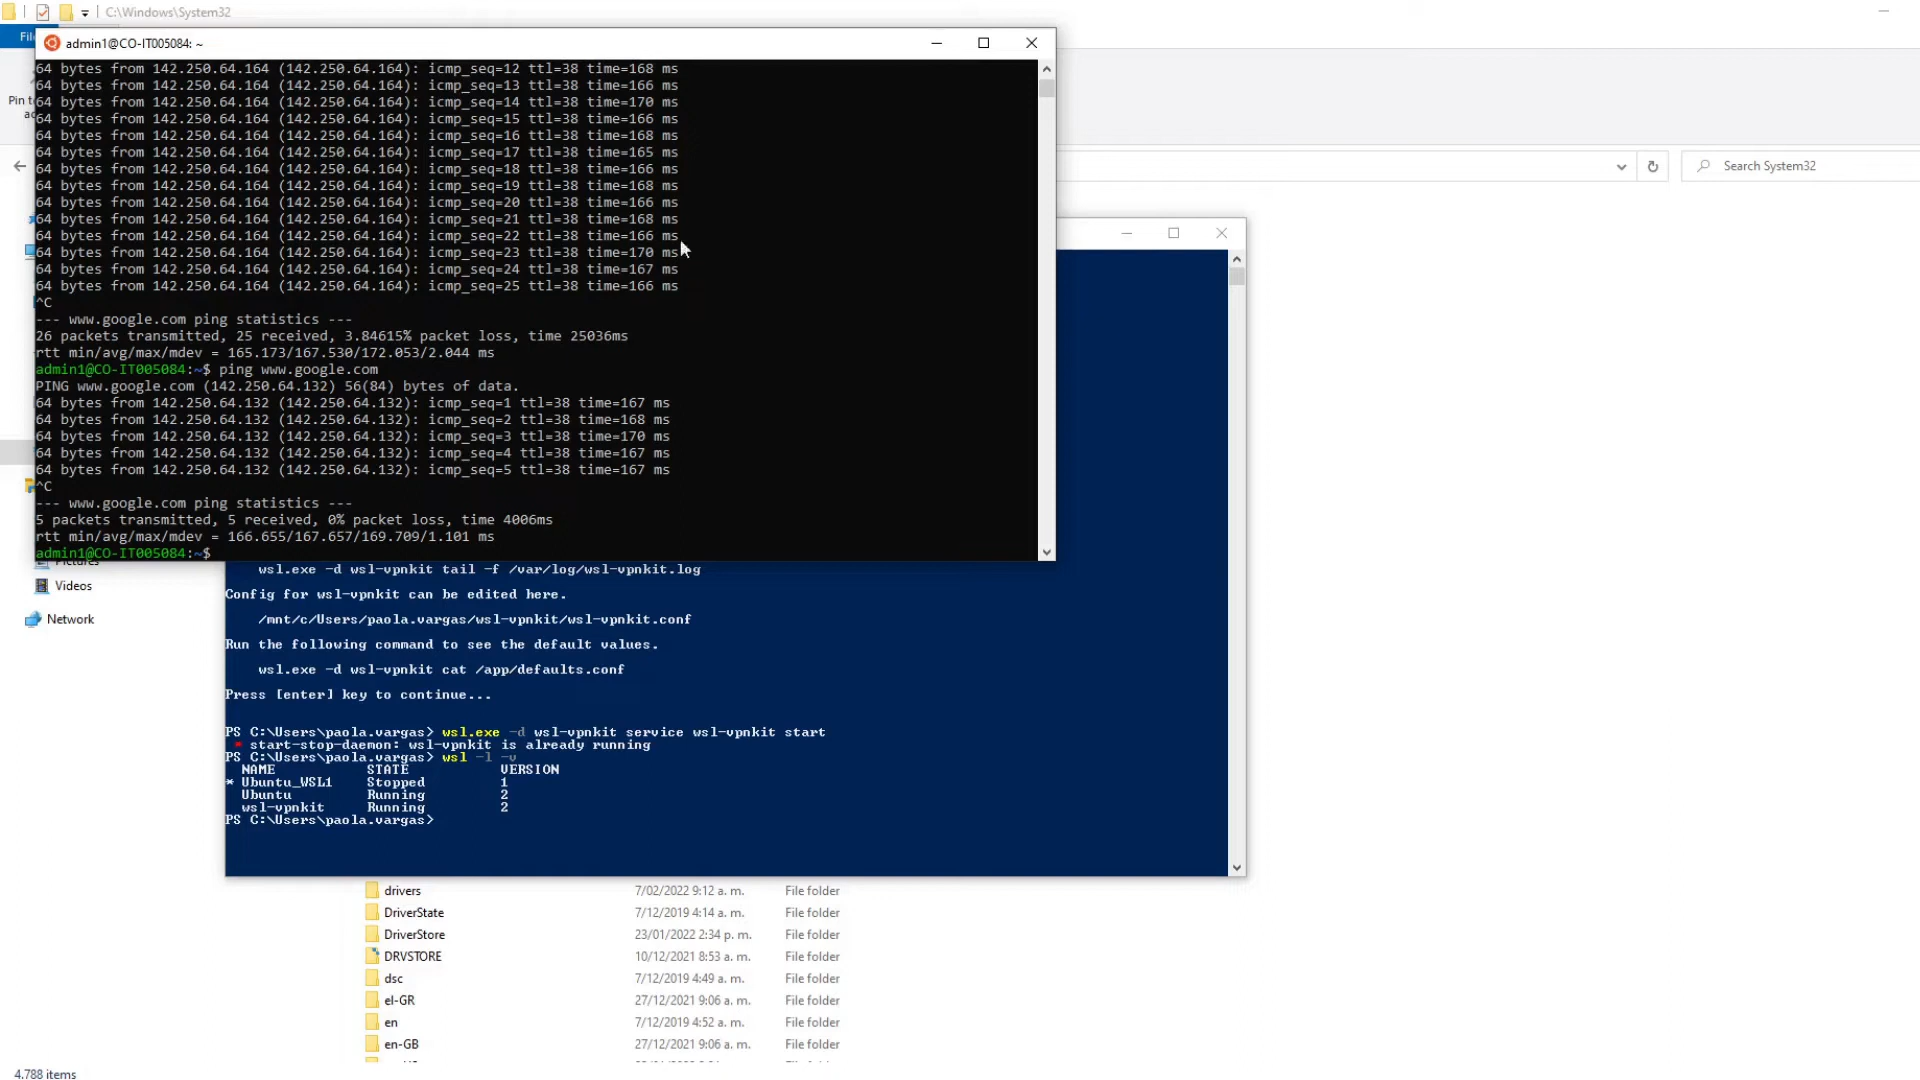 C:\Windows\System32
Fil
admin1@CO-IT005084: ~
64 bytes from 142.250.64.164 (142.250.64.164): icmp_seq=12 ttl=38 time=168 ms
64 bytes from 142.250.64.164 (142.250.64.164): icmp_seq=13 ttl=38 time=166 ms
64 bytes from 142.250.64.164 (142.250.64.164): icmp_seq=14 ttl=38 time=170 ms
64 bytes from 142.250.64.164 (142.250.64.164): icmp_seq=15 ttl=38 time=166 ms
64 bytes from 142.250.64.164 (142.250.64.164): icmp_seq=16 ttl=38 time=168 ms
64 bytes from 142.250.64.164 (142.250.64.164): icmp_seq=17 ttl=38 time=165 ms
64 bytes from 142.250.64.164 (142.250.64.164): icmp_seq=18 ttl=38 time=166 ms
64 bytes from 142.250.64.164 (142.250.64.164): icmp_seq=19 ttl=38 time=168 ms
64 bytes from 142.250.64.164 (142.250.64.164): icmp_seq=20 ttl=38 time=166 ms
64 bytes from 142.250.64.164 (142.250.64.164): icmp_seq=21 ttl=38 time=168 ms
64 bytes from 142.250.64.164 (142.250.64.164): icmp_seq=22 ttl=38 time=166 ms
64 bytes from 142.250.64.164 (142.250.64.164): icmp_seq=23 ttl=38 time=170 ms
64 bytes from 142.250.64.164 (142.250.64.164): icmp_seq=24 ttl=38 time=167 ms
64 bytes from 142.250.64.164 (142.250.64.164): icmp_seq=25 ttl=38 time=166 ms
^C
--- www.google.com ping statistics ---
26 packets transmitted, 25 received, 3.84615% packet loss, time 25036ms
rtt min/avg/max/mdev = 165.173/167.530/172.053/2.044 ms
admin1@CO-IT005084:~$ ping www.google.com
PING www.google.com (142.250.64.132) 56(84) bytes of data.
64 bytes from 142.250.64.132 (142.250.64.132): icmp_seq=1 ttl=38 time=167 ms
64 bytes from 142.250.64.132 (142.250.64.132): icmp_seq=2 ttl=38 time=168 ms
64 bytes from 142.250.64.132 (142.250.64.132): icmp_seq=3 ttl=38 time=170 ms
64 bytes from 142.250.64.132 (142.250.64.132): icmp_seq=4 ttl=38 time=167 ms
64 bytes from 142.250.64.132 (142.250.64.132): icmp_seq=5 ttl=38 time=167 ms
^C
--- www.google.com ping statistics ---
5 packets transmitted, 5 received, 0% packet loss, time 4006ms
rtt min/avg/max/mdev = 166.655/167.657/169.709/1.101 ms
admin1@CO-IT005084:~$
Pin t
ac
Search System32
Pictures
Videos
Network
wsl.exe -d wsl-vpnkit tail -f /var/log/wsl-vpnkit.log
Config for wsl-vpnkit can be edited here.
/mnt/c/Users/paola.vargas/wsl-vpnkit/wsl-vpnkit.conf
Run the following command to see the default values.
wsl.exe -d wsl-vpnkit cat /app/defaults.conf
Press [enter] key to continue...
PS C:\Users\paola.vargas> wsl.exe -d wsl-vpnkit service wsl-vpnkit start
* start-stop-daemon: wsl-vpnkit is already running
PS C:\Users\paola.vargas> wsl -l -v
NAME STATE VERSION
* Ubuntu_WSL1 Stopped 1
Ubuntu Running 2
wsl-vpnkit Running 2
PS C:\Users\paola.vargas>
drivers 7/02/2022 9:12 a. m. File folder
DriverState 7/12/2019 4:14 a. m. File folder
DriverStore 23/01/2022 2:34 p. m. File folder
DRVSTORE 10/12/2021 8:53 a. m. File folder
dsc 7/12/2019 4:49 a. m. File folder
el-GR 27/12/2021 9:06 a. m. File folder
en 7/12/2019 4:52 a. m. File folder
en-GB 27/12/2021 9:06 a. m. File folder
4.788 items